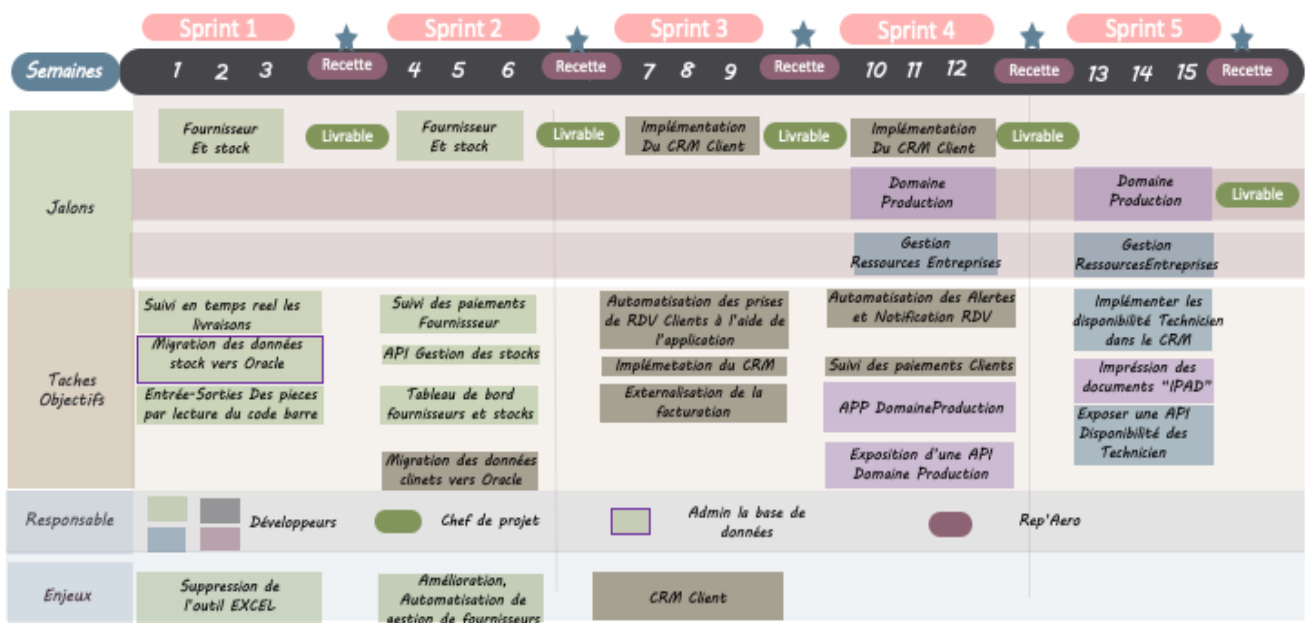 Sprint 1
Sprint 2
Sprint 3
Sprint 4
Sprint 5
Semaines
1 2 3
Recette
4 5 6
Recette
7 8 9
Recette
10 11 12
Recette
13 14 15
Recette
Jalons
Fournisseur
Et stock
Livrable
Fournisseur
Et stock
Livrable
Implémentation
Du CRM Client
Livrable
Implémentation
Du CRM Client
Livrable
Domaine
Production
Domaine
Production
Livrable
Gestion
Ressources Entreprises
Gestion
RessourcesEntreprises
Taches
Objectifs
Suivi en temps reel les
livraisons
Migration des données
stock vers Oracle
Entrée-Sorties Des pieces
par lecture du code barre
Suivi des paiements
Fournissseur
API Gestion des stocks
Tableau de bord
fournisseurs et stocks
Migration des données
clinets vers Oracle
Automatisation des prises
de RDV Clients à l'aide de
l'application
Implémetation du CRM
Externalisation de la
facturation
Automatisation des Alertes
et Notification RDV
Suivi des paiements Clients
APP DomaineProduction
Exposition d'une API
Domaine Production
Implémenter les
disponibilité Technicien
dans le CRM
Impréssion des
documents "IPAD"
Exposer une API
Disponibilité des
Technicien
Responsable
Développeurs
Chef de projet
Admin la base de
données
Rep'Aero
Enjeux
Suppression de
l'outil EXCEL
Amélioration,
Automatisation de
gestion de fournisseurs
CRM Client